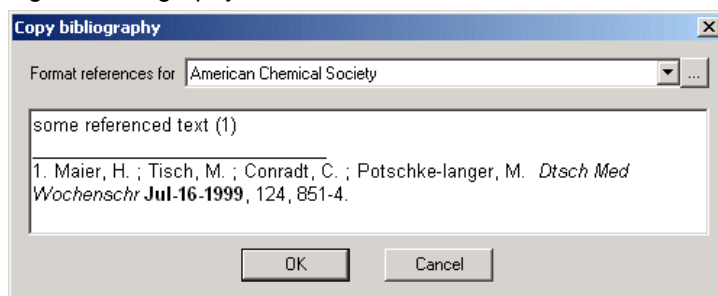 Copy bibliography
Format references for American Chemical Society ...
some referenced text (1)
1. Maier, H. ; Tisch, M. ; Conradt, C. ; Potschke-langer, M. Dtsch Med
Wochenschr Jul-16-1999, 124, 851-4.
OK Cancel